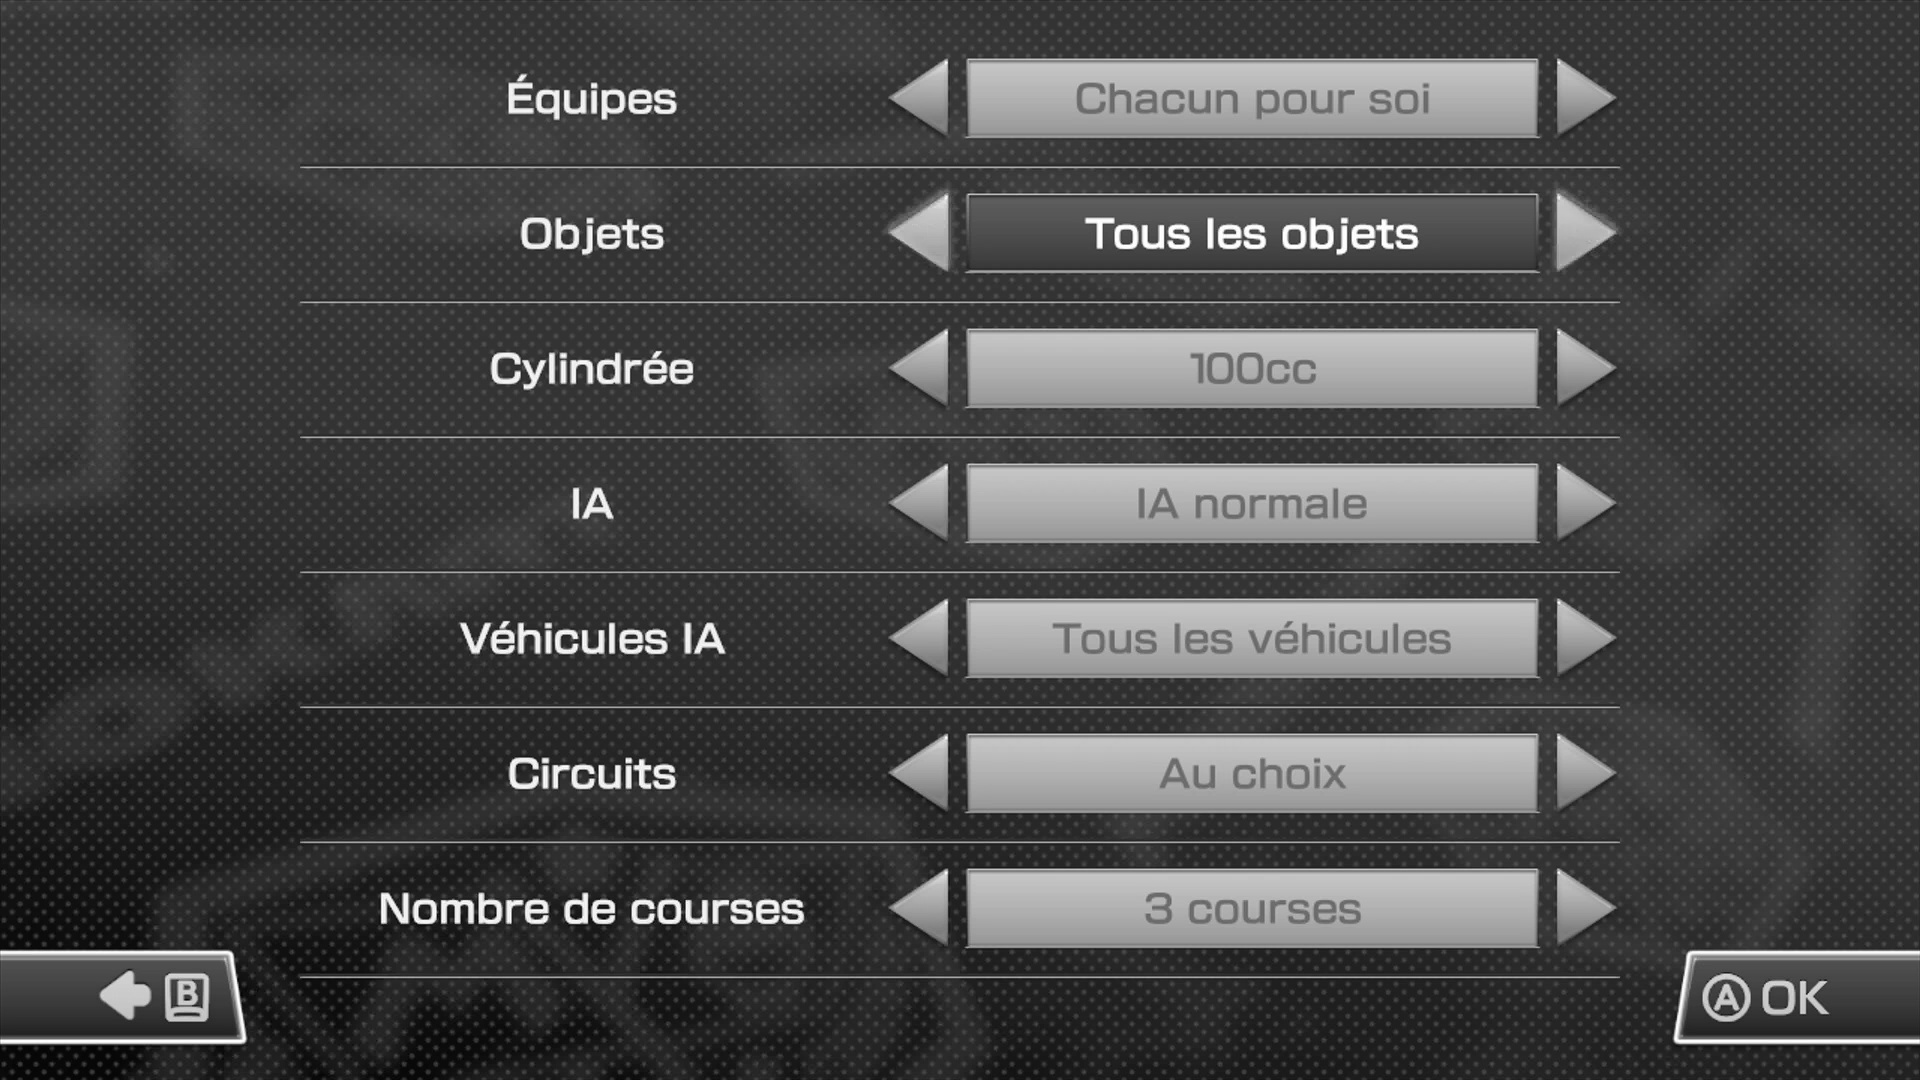 Équipes
Chacun pour soi
Objets
Tous les objets
Cylindrée
100cc
IA
IA normale
Véhicules IA
Tous les véhicules
Circuits
Au choix
Nombre de courses
3 courses
B
A OK